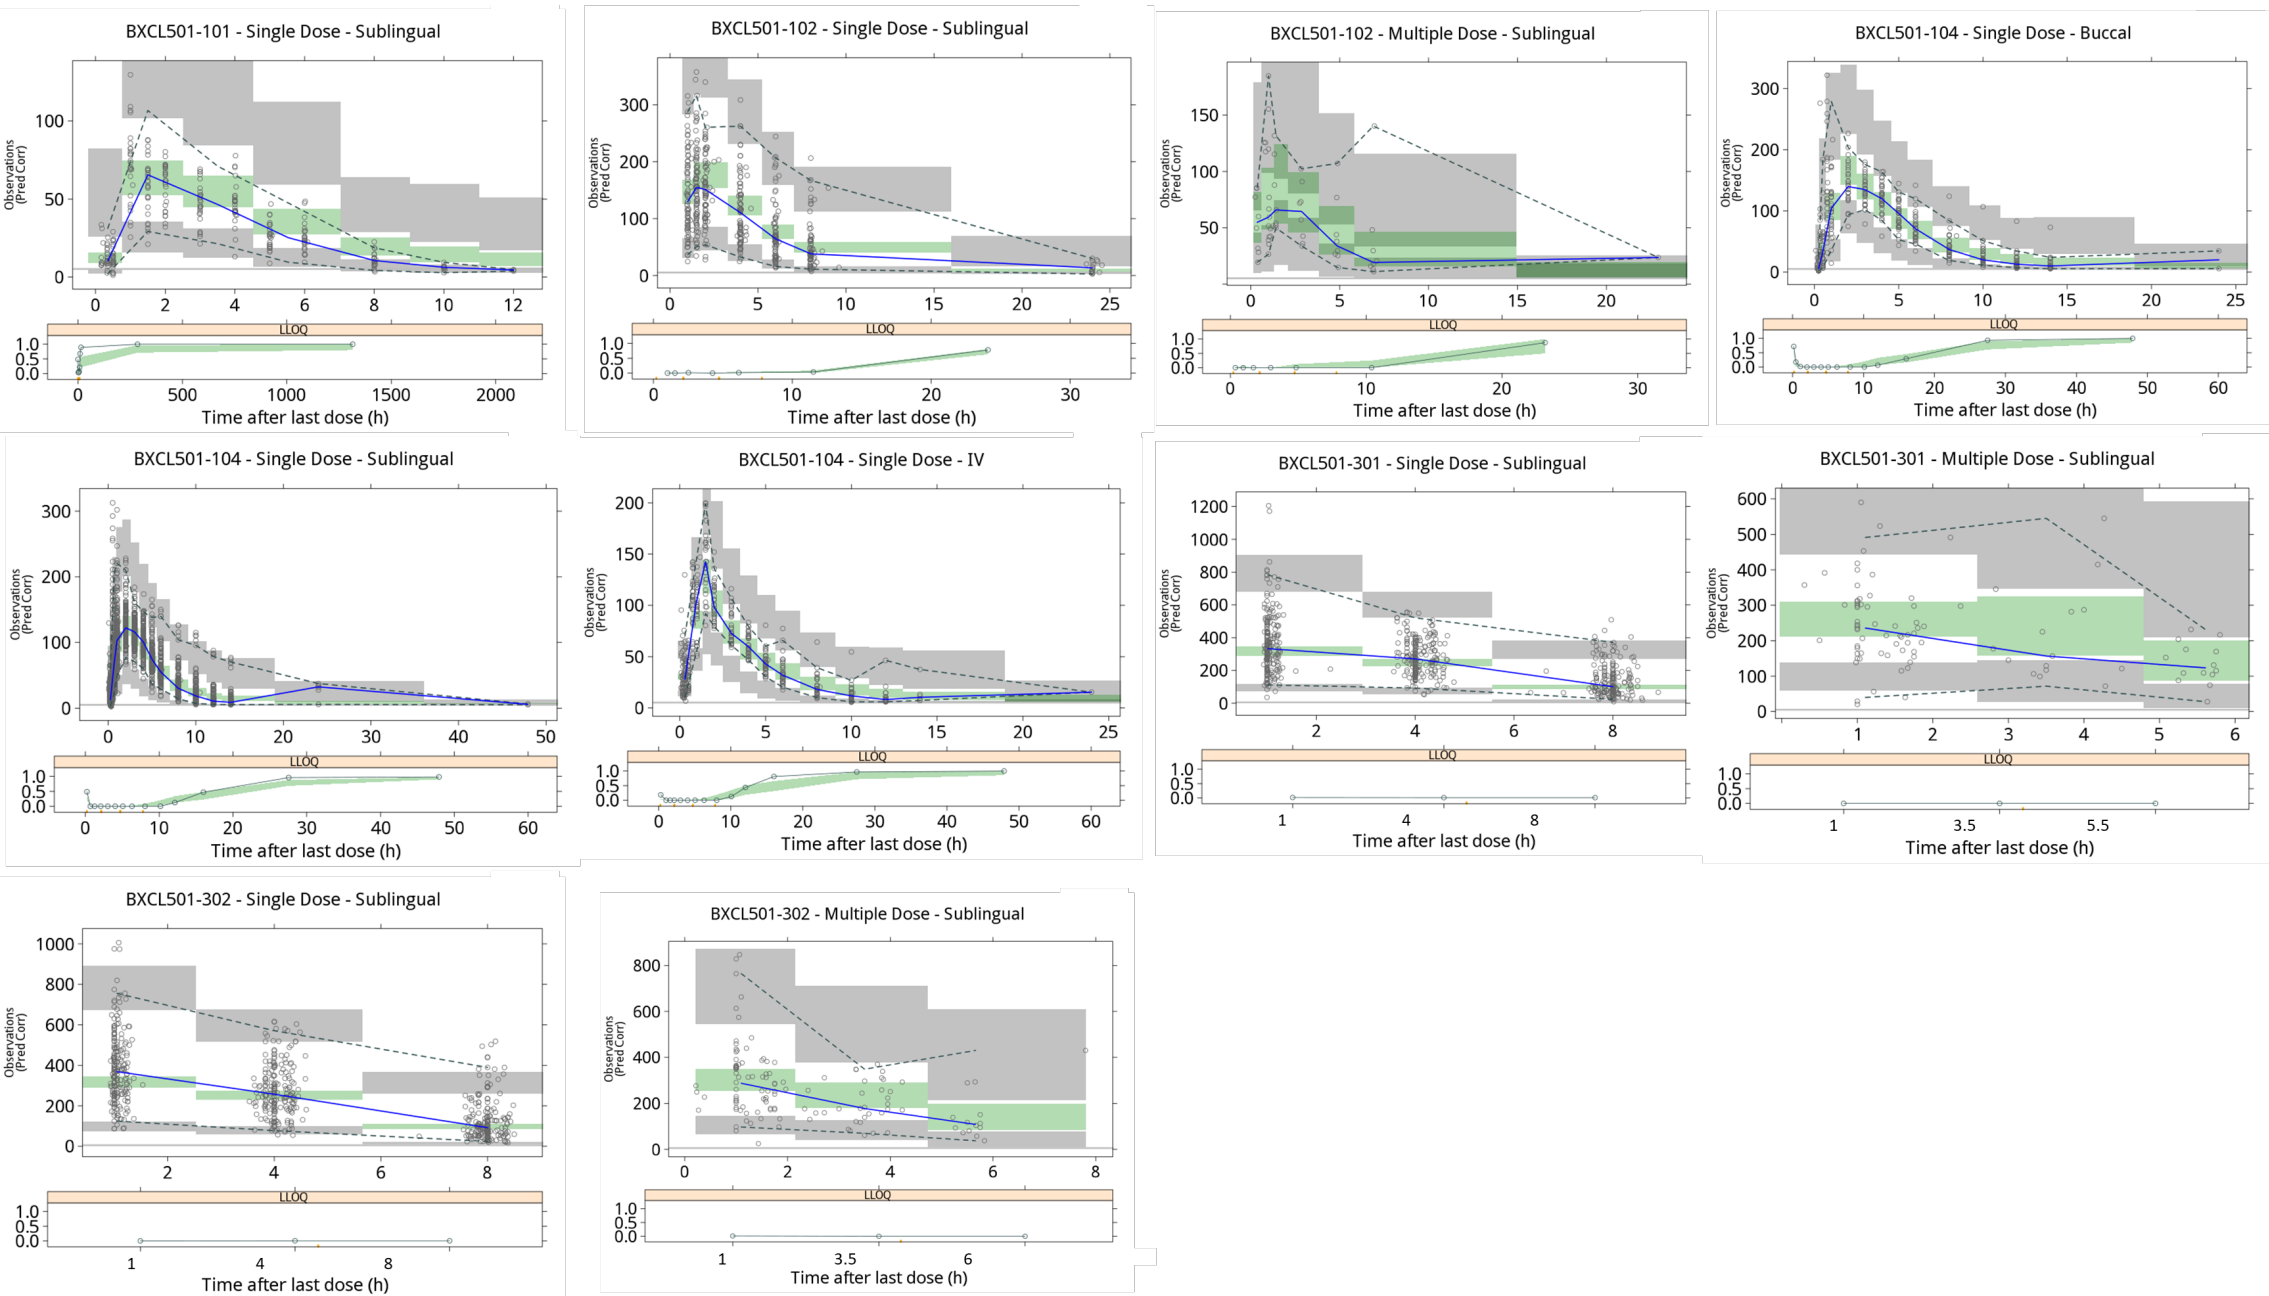 BXCL501-101 - Single Dose - Sublingual
Observations
(Pred Corr)
100
50
0
0 2 4 6 8 10 12
LLOQ
1.0
0.5
0.0
0 500 1000 1500 2000
Time after last dose (h)
BXCL501-102 - Single Dose - Sublingual
Observations
(Pred Corr)
300
200
100
0
0 5 10 15 20 25
LLOQ
1.0
0.5
0.0
0 10 20 30
Time after last dose (h)
BXCL501-102 - Multiple Dose - Sublingual
Observations
(Pred Corr)
150
100
50
0 5 10 15 20
LLOQ
1.0
0.5
0.0
0 10 20 30
Time after last dose (h)
BXCL501-104 - Single Dose - Buccal
Observations
(Pred Corr)
300
200
100
0
0 5 10 15 20 25
LLOQ
1.0
0.5
0.0
0 10 20 30 40 50 60
Time after last dose (h)
BXCL501-104 - Single Dose - Sublingual
Observations
(Pred Corr)
300
200
100
0
0 10 20 30 40 50
LLOQ
1.0
0.5
0.0
0 10 20 30 40 50 60
Time after last dose (h)
BXCL501-104 - Single Dose - IV
Observations
(Pred Corr)
200
150
100
50
0
0 5 10 15 20 25
LLOQ
1.0
0.5
0.0
0 10 20 30 40 50 60
Time after last dose (h)
BXCL501-301 - Single Dose - Sublingual
Observations
(Pred Corr)
1200
1000
800
600
400
200
0
2 4 6 8
LLOQ
1.0
0.5
0.0
1 4 8
Time after last dose (h)
BXCL501-301 - Multiple Dose - Sublingual
Observations
(Pred Corr)
600
500
400
300
200
100
0
1 2 3 4 5 6
LLOQ
1.0
0.5
0.0
1 3.5 5.5
Time after last dose (h)
BXCL501-302 - Single Dose - Sublingual
Observations
(Pred Corr)
1000
800
600
400
200
0
2 4 6 8
LLOQ
1.0
0.5
0.0
1 4 8
Time after last dose (h)
BXCL501-302 - Multiple Dose - Sublingual
Observations
(Pred Corr)
800
600
400
200
0
0 2 4 6 8
LLOQ
1.0
0.5
0.0
1 3.5 6
Time after last dose (h)